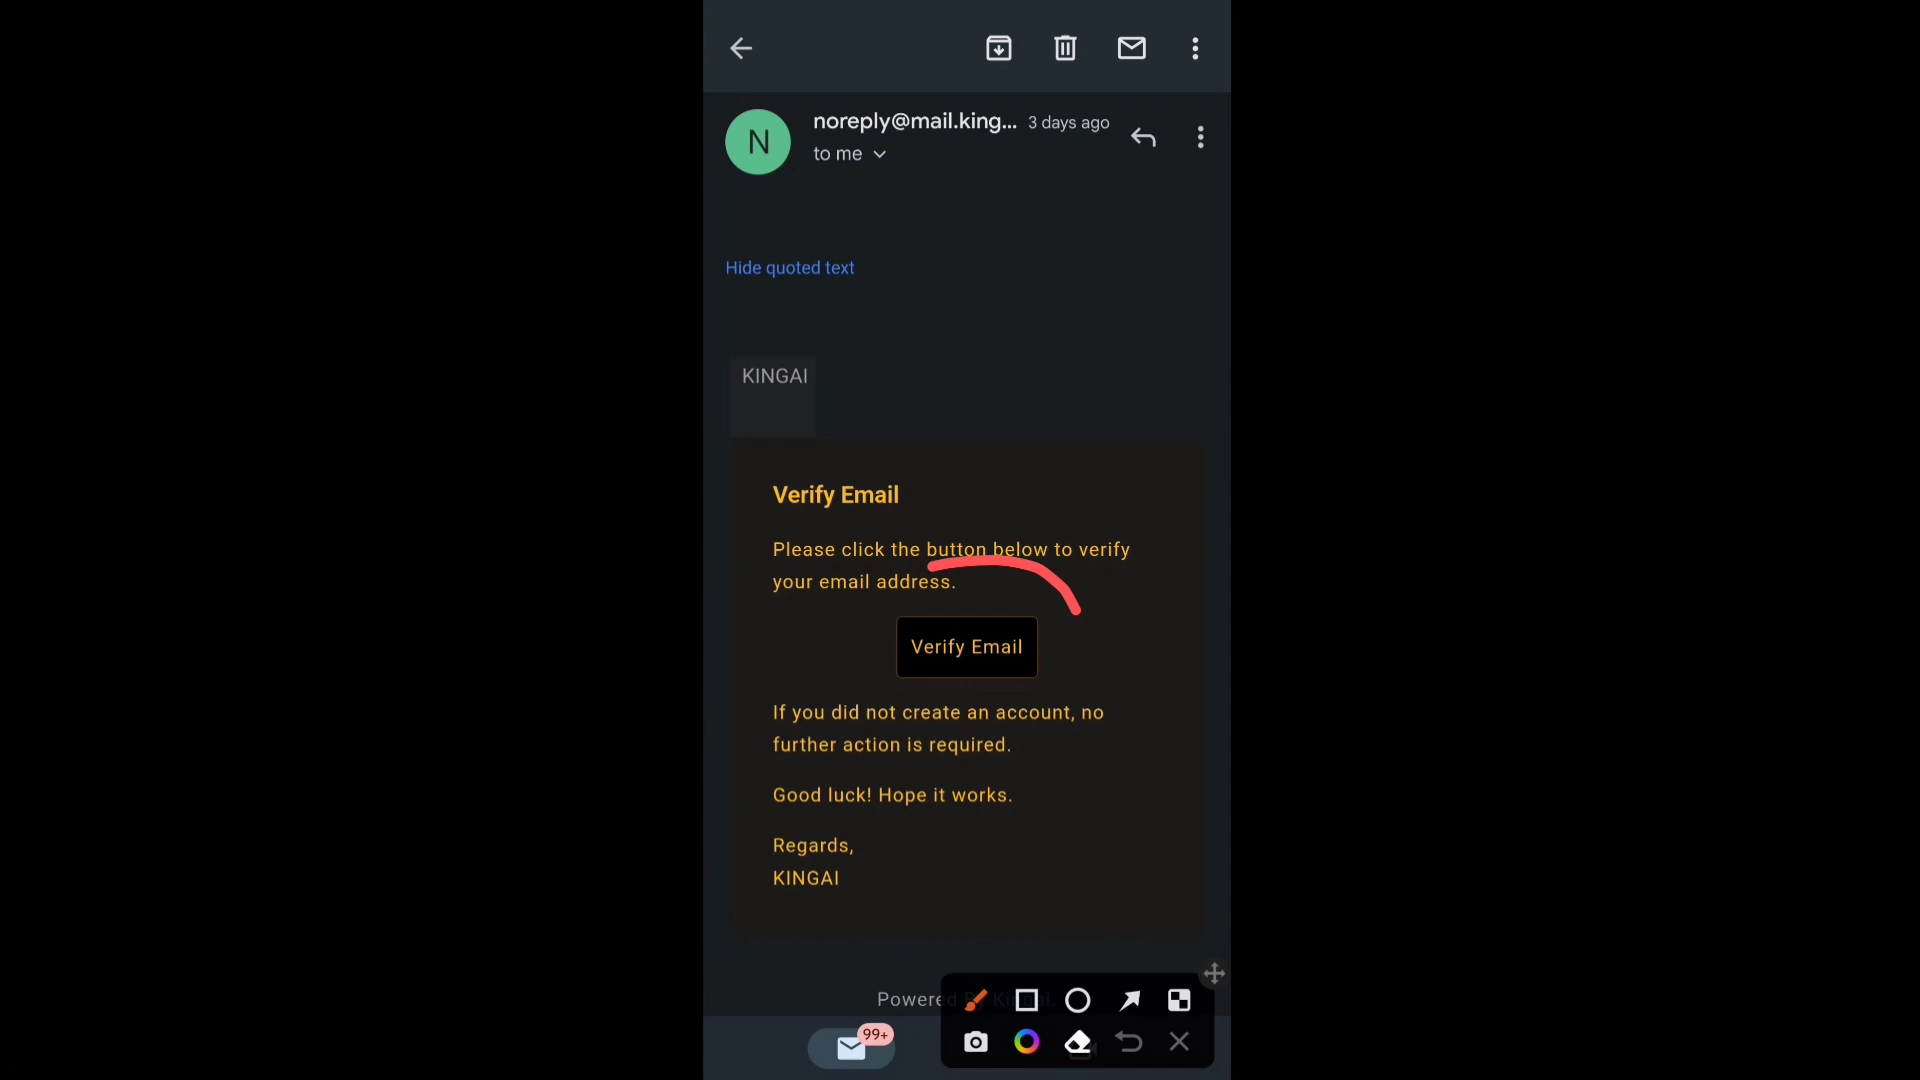 noreply@mail.king... 3 days ago
N
to me
Hide quoted text
KINGAI
Verify Email
Please click the button below to verify
your email address.
Verify Email
If you did not create an account, no
further action is required.
Good luck! Hope it works.
Regards,
KINGAI
99+